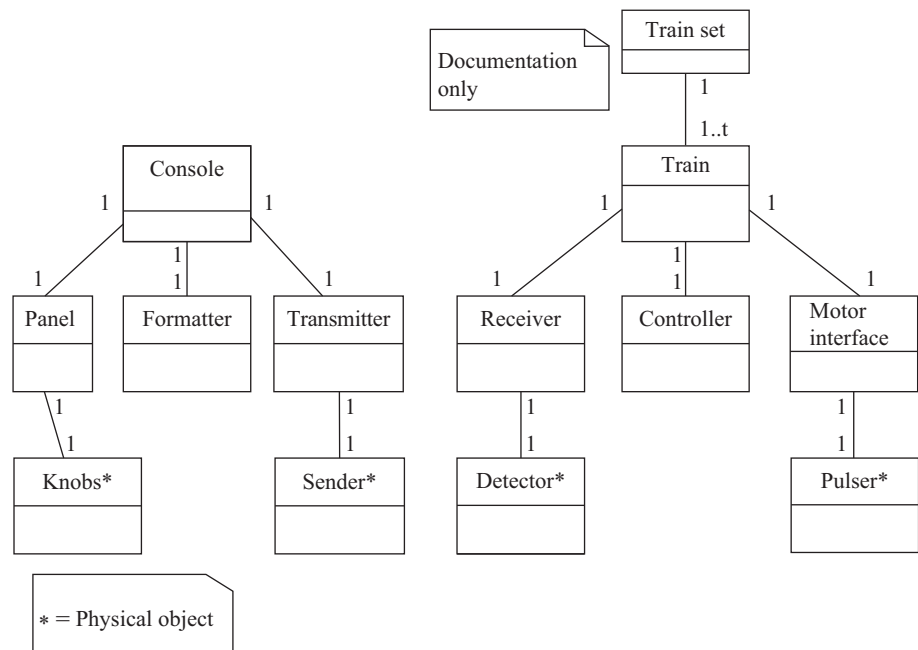 Train set
Documentation
only
1
1..t
Console
Train
1
1
1
1
1
1
1
1
1
1
1
1
1
1
Panel
Formatter
Transmitter
Receiver
Controller
Motor
interface
1
1
1
1
1
1
1
1
Knobs*
Sender*
Detector*
Pulser*
* = Physical object